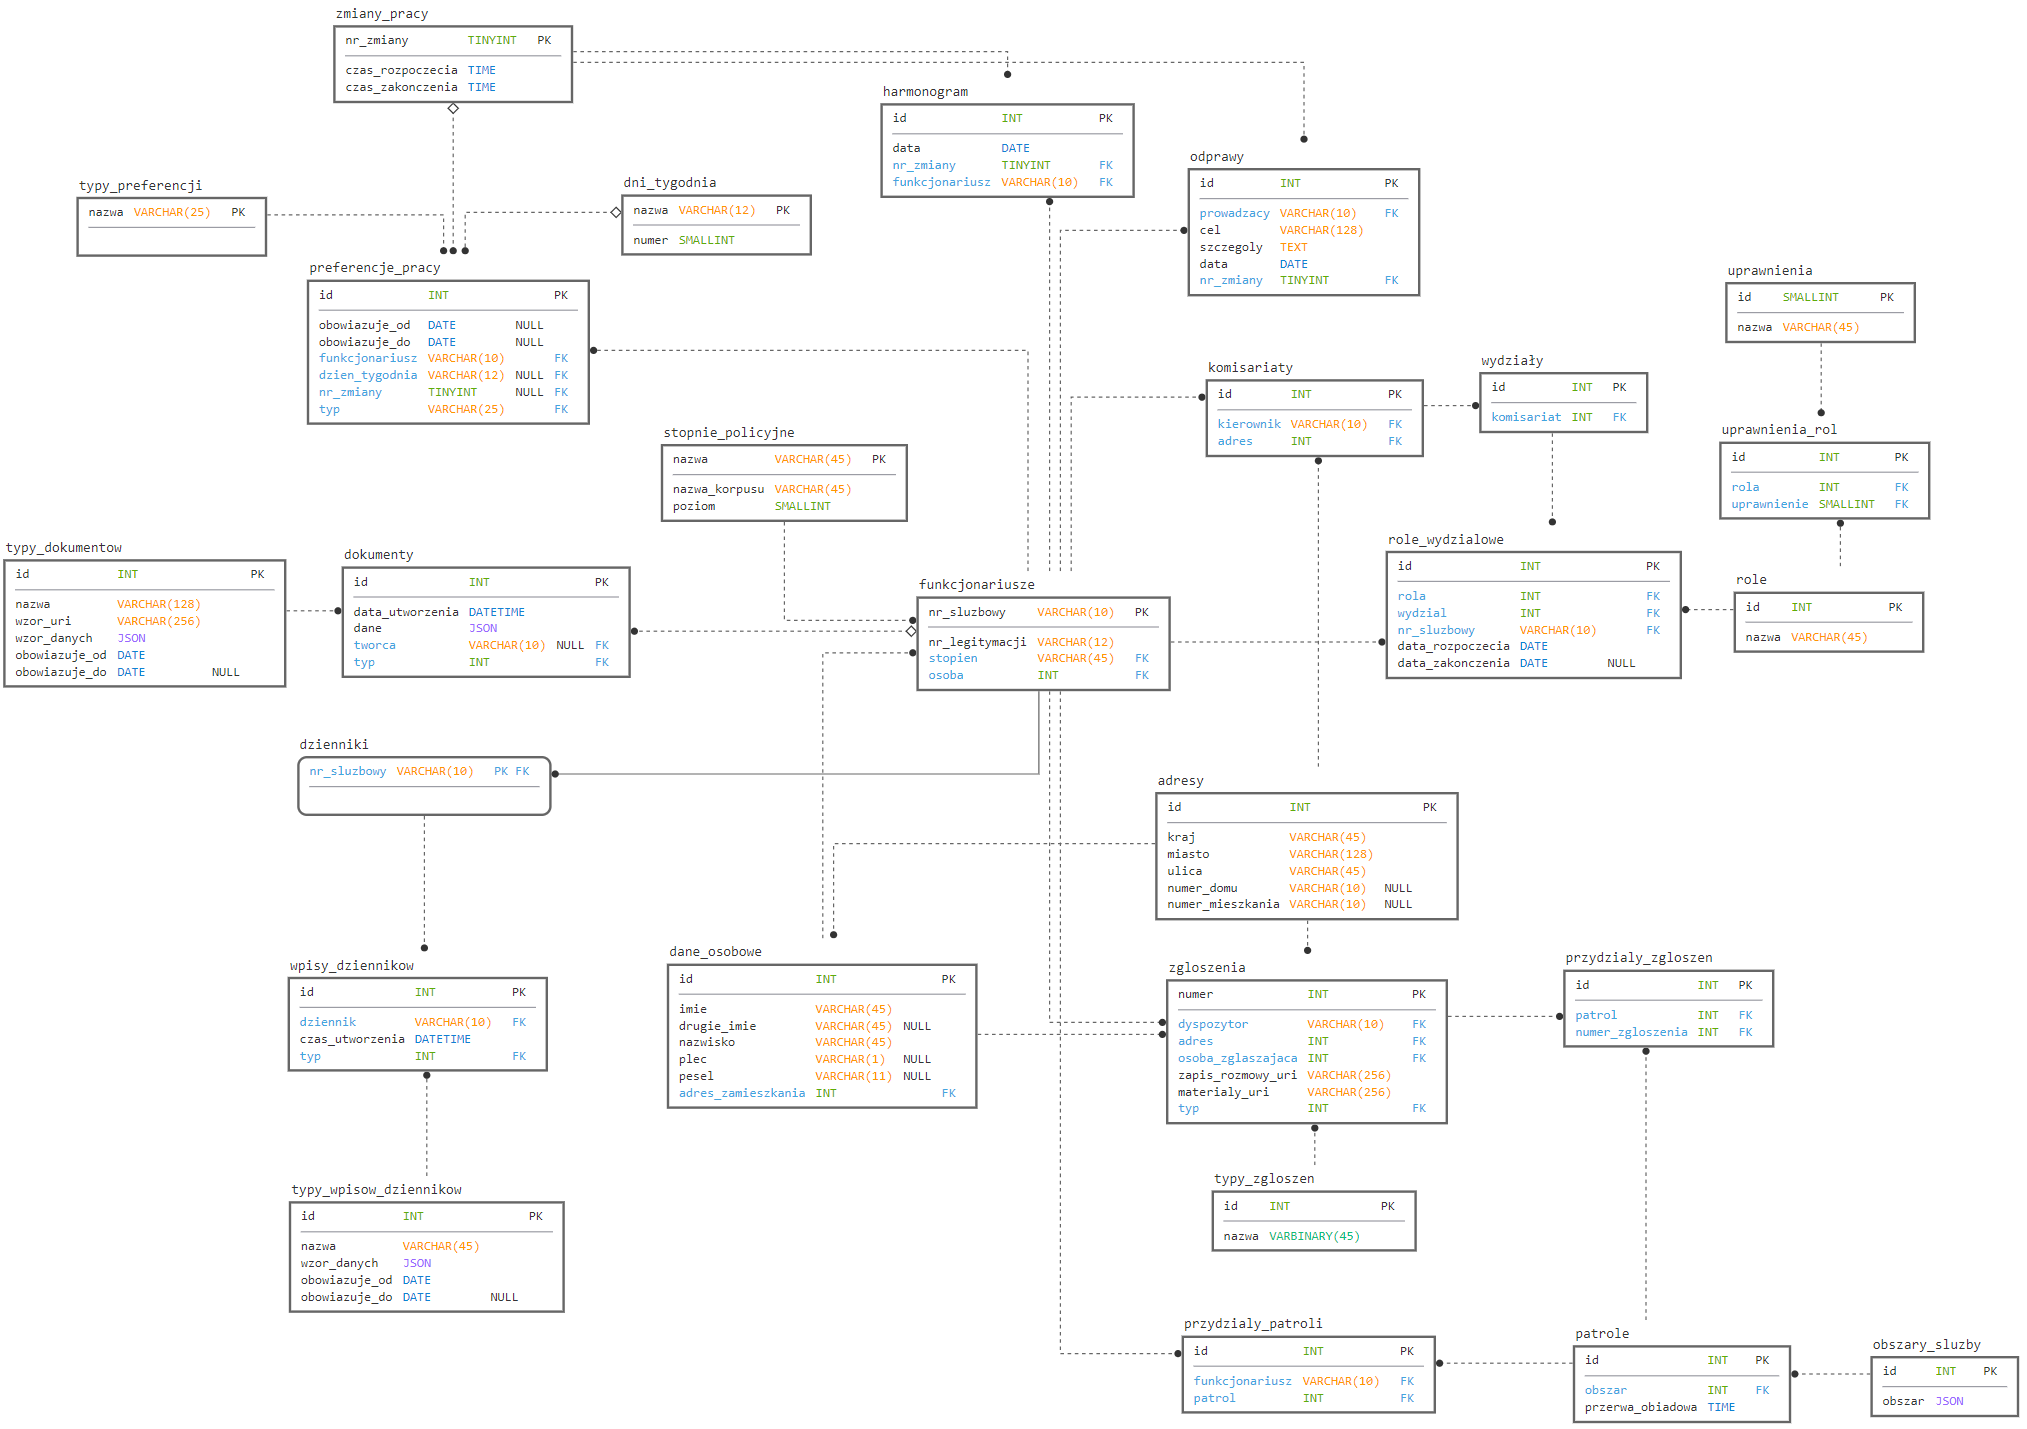 zmiany_pracy
nr_zmiany TINYINT PK
czas_rozpoczecia TIME
czas_zakonczenia TIME
harmonogram
id INT PK
data DATE
nr_zmiany TINYINT FK
funkcjonariusz VARCHAR(10) FK
odprawy
id INT PK
prowadzacy VARCHAR(10) FK
cel VARCHAR(128)
szczegoly TEXT
data DATE
nr_zmiany TINYINT FK
typy_preferencji
nazwa VARCHAR(25) PK
dni_tygodnia
nazwa VARCHAR(12) PK
numer SMALLINT
preferencje_pracy
id INT PK
obowiazuje_od DATE NULL
obowiazuje_do DATE NULL
funkcjonariusz VARCHAR(10) FK
dzien_tygodnia VARCHAR(12) NULL FK
nr_zmiany TINYINT NULL FK
typ VARCHAR(25) FK
uprawnienia
id SMALLINT PK
nazwa VARCHAR(45)
komisariaty
id INT PK
kierownik VARCHAR(10) FK
adres INT FK
wydziały
id INT PK
komisariat INT FK
uprawnienia_rol
id INT PK
rola INT FK
uprawnienie SMALLINT FK
stopnie_policyjne
nazwa VARCHAR(45) PK
nazwa_korpusu VARCHAR(45)
poziom SMALLINT
typy_dokumentow
id INT PK
nazwa VARCHAR(128)
wzor_uri VARCHAR(256)
wzor_danych JSON
obowiazuje_od DATE
obowiazuje_do DATE NULL
dokumenty
id INT PK
data_utworzenia DATETIME
dane JSON
tworca VARCHAR(10) NULL FK
typ INT FK
funkcjonariusze
nr_sluzbowy VARCHAR(10) PK
nr_legitymacji VARCHAR(12)
stopien VARCHAR(45) FK
osoba INT FK
role_wydzialowe
id INT PK
rola INT FK
wydzial INT FK
nr_sluzbowy VARCHAR(10) FK
data_rozpoczecia DATE
data_zakonczenia DATE NULL
role
id INT PK
nazwa VARCHAR(45)
dzienniki
nr_sluzbowy VARCHAR(10) PK FK
adresy
id INT PK
kraj VARCHAR(45)
miasto VARCHAR(128)
ulica VARCHAR(45)
numer_domu VARCHAR(10) NULL
numer_mieszkania VARCHAR(10) NULL
wpisy_dziennikow
id INT PK
dziennik VARCHAR(10) FK
czas_utworzenia DATETIME
typ INT FK
dane_osobowe
id INT PK
imie VARCHAR(45)
drugie_imie VARCHAR(45) NULL
nazwisko VARCHAR(45)
plec VARCHAR(1) NULL
pesel VARCHAR(11) NULL
adres_zamieszkania INT FK
zgloszenia
numer INT PK
dyspozytor VARCHAR(10) FK
adres INT FK
osoba_zglaszajaca INT FK
zapis_rozmowy_uri VARCHAR(256)
materialy_uri VARCHAR(256)
typ INT FK
przydzialy_zgloszen
id INT PK
patrol INT FK
numer_zgloszenia INT FK
typy_wpisow_dziennikow
id INT PK
nazwa VARCHAR(45)
wzor_danych JSON
obowiazuje_od DATE
obowiazuje_do DATE NULL
typy_zgloszen
id INT PK
nazwa VARBINARY(45)
przydzialy_patroli
id INT PK
funkcjonariusz VARCHAR(10) FK
patrol INT FK
patrole
id INT PK
obszar INT FK
przerwa_obiadowa TIME
obszary_sluzby
id INT PK
obszar JSON